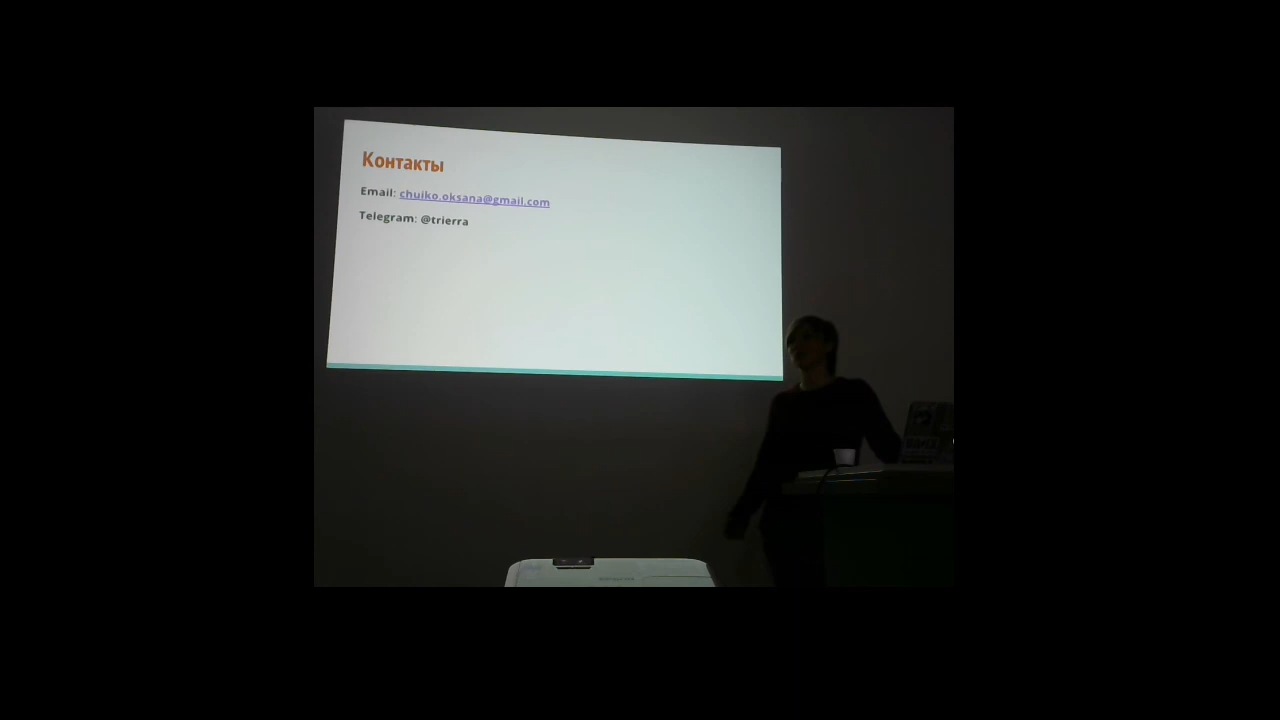 Контакты
Email: chuiko.oksana@gmail.com
Telegram: @trierra